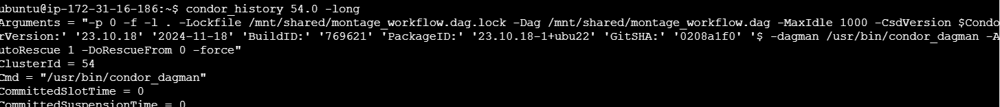 ubuntu@ip-172-31-16-186:~$ condor_history 54.0 -long
Arguments = "-p 0 -f -l . -Lockfile /mnt/shared/montage_workflow.dag.lock -Dag /mnt/shared/montage_workflow.dag -MaxIdle 1000 -CsdVersion $Condo
rVersion:' '23.10.18' '2024-11-18' 'BuildID:' '769621' 'PackageID:' '23.10.18-1+ubu22' 'GitSHA:' '0208a1f0' '$ -dagman /usr/bin/condor_dagman -A
utoRescue 1 -DoRescueFrom 0 -force"
ClusterId = 54
Cmd = "/usr/bin/condor_dagman"
CommittedSlotTime = 0
CommittedSuspensionTime = 0